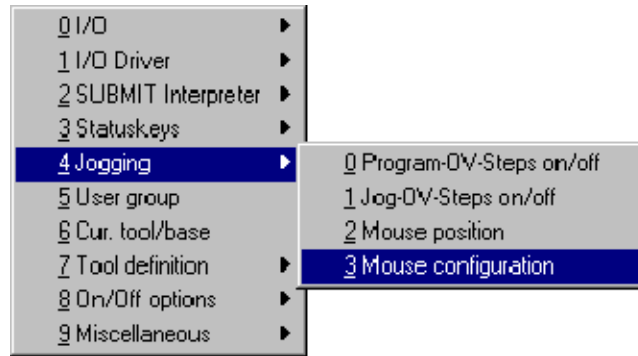 0 I/O
1 I/O Driver
2 SUBMIT Interpreter
3 Statuskeys
4 Jogging
5 User group
6 Cur. tool/base
7 Tool definition
8 On/Off options
9 Miscellaneous
0 Program-OV-Steps on/off
1 Jog-OV-Steps on/off
2 Mouse position
3 Mouse configuration